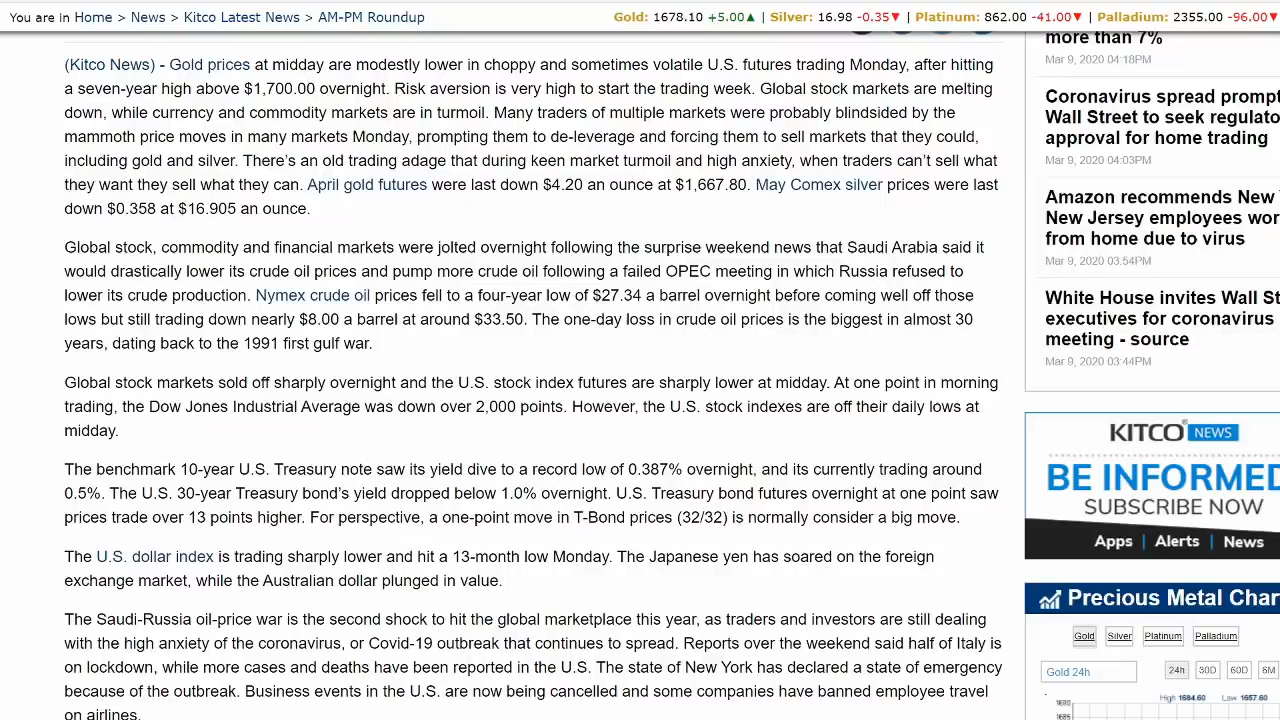 You are in Home > News > Kitco Latest News > AM-PM Roundup
Gold: 1678.10 +5.00▲ | Silver: 16.98 -0.35▼ | Platinum: 862.00 -41.00▼ | Palladium: 2355.00 -96.00▼
(Kitco News) - Gold prices at midday are modestly lower in choppy and sometimes volatile U.S. futures trading Monday, after hitting
a seven-year high above $1,700.00 overnight. Risk aversion is very high to start the trading week. Global stock markets are melting
down, while currency and commodity markets are in turmoil. Many traders of multiple markets were probably blindsided by the
mammoth price moves in many markets Monday, prompting them to de-leverage and forcing them to sell markets that they could,
including gold and silver. There's an old trading adage that during keen market turmoil and high anxiety, when traders can't sell what
they want they sell what they can. April gold futures were last down $4.20 an ounce at $1,667.80. May Comex silver prices were last
down $0.358 at $16.905 an ounce.
Global stock, commodity and financial markets were jolted overnight following the surprise weekend news that Saudi Arabia said it
would drastically lower its crude oil prices and pump more crude oil following a failed OPEC meeting in which Russia refused to
lower its crude production. Nymex crude oil prices fell to a four-year low of $27.34 a barrel overnight before coming well off those
lows but still trading down nearly $8.00 a barrel at around $33.50. The one-day loss in crude oil prices is the biggest in almost 30
years, dating back to the 1991 first gulf war.
Global stock markets sold off sharply overnight and the U.S. stock index futures are sharply lower at midday. At one point in morning
trading, the Dow Jones Industrial Average was down over 2,000 points. However, the U.S. stock indexes are off their daily lows at
midday.
The benchmark 10-year U.S. Treasury note saw its yield dive to a record low of 0.387% overnight, and its currently trading around
0.5%. The U.S. 30-year Treasury bond's yield dropped below 1.0% overnight. U.S. Treasury bond futures overnight at one point saw
prices trade over 13 points higher. For perspective, a one-point move in T-Bond prices (32/32) is normally consider a big move.
The U.S. dollar index is trading sharply lower and hit a 13-month low Monday. The Japanese yen has soared on the foreign
exchange market, while the Australian dollar plunged in value.
The Saudi-Russia oil-price war is the second shock to hit the global marketplace this year, as traders and investors are still dealing
with the high anxiety of the coronavirus, or Covid-19 outbreak that continues to spread. Reports over the weekend said half of Italy is
on lockdown, while more cases and deaths have been reported in the U.S. The state of New York has declared a state of emergency
because of the outbreak. Business events in the U.S. are now being cancelled and some companies have banned employee travel
on airlines.
more than 7%
Mar 9, 2020 04:18PM
Coronavirus spread prompt
Wall Street to seek regulato
approval for home trading
Mar 9, 2020 04:03PM
Amazon recommends New
New Jersey employees wor
from home due to virus
Mar 9, 2020 03:54PM
White House invites Wall St
executives for coronavirus
meeting - source
Mar 9, 2020 03:44PM
KITCO NEWS
BE INFORMED
SUBSCRIBE NOW
Apps | Alerts | News
Precious Metal Char
Gold Silver Platinum Palladium
Gold 24h 24h 30D 60D 6M
High 1684.60 Low 1657.60
1690
1685